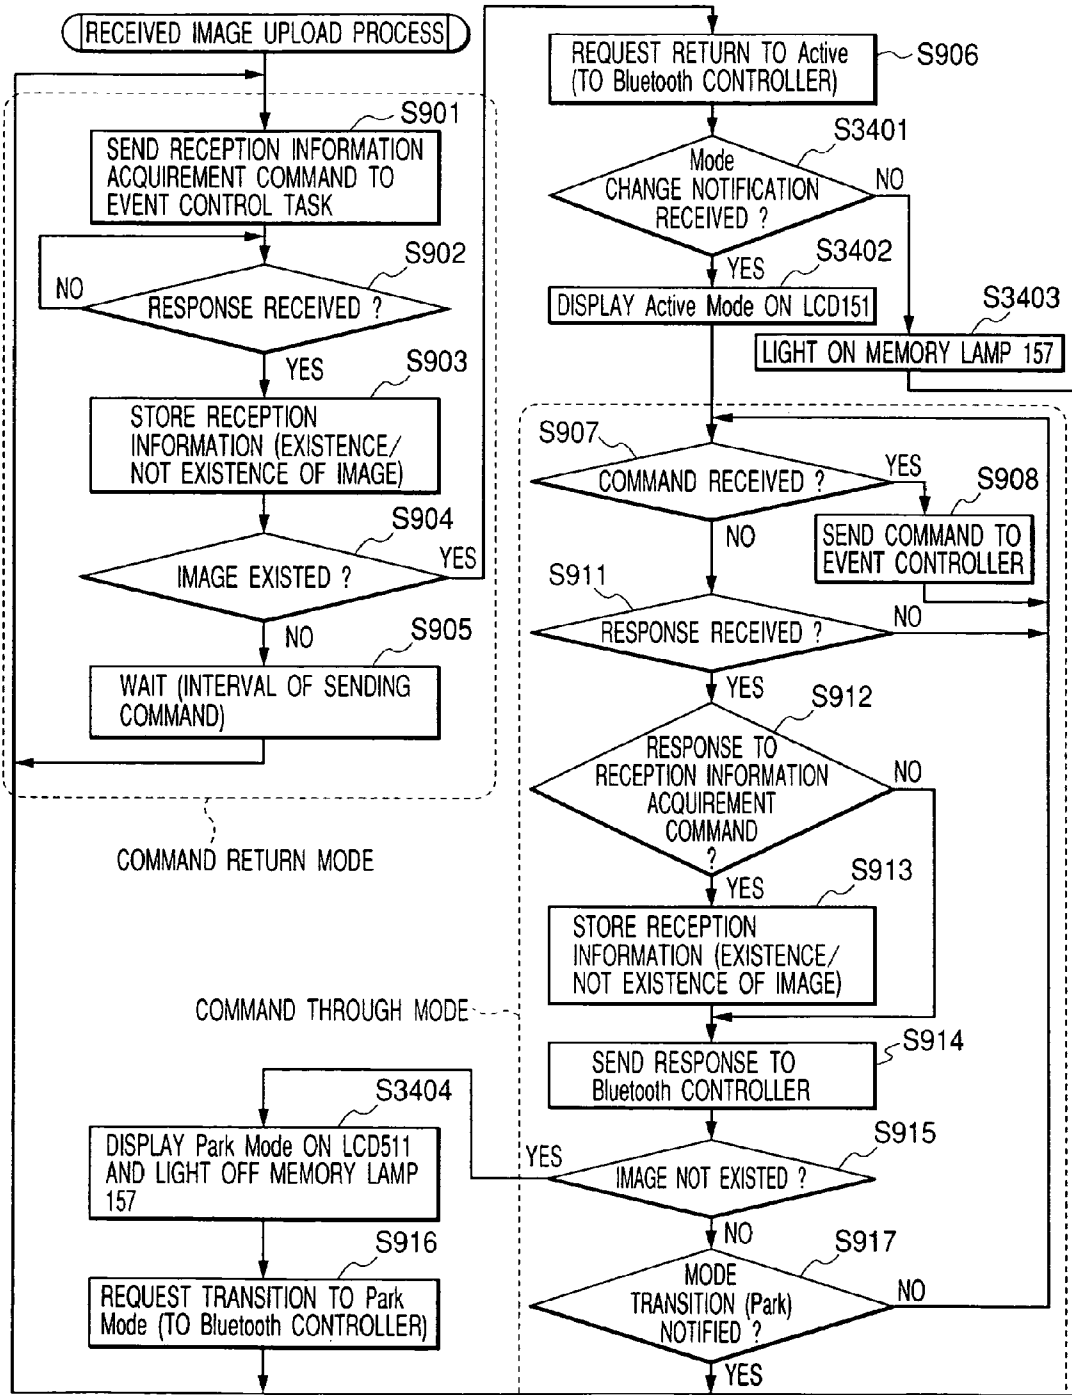 RECEIVED IMAGE UPLOAD PROCESS
S901
SEND RECEPTION INFORMATION
ACQUIREMENT COMMAND TO
EVENT CONTROL TASK
S902
NO
RESPONSE RECEIVED ?
YES
S903
STORE RECEPTION
INFORMATION (EXISTENCE/
NOT EXISTENCE OF IMAGE)
S904
YES
IMAGE EXISTED ?
NO
S905
WAIT (INTERVAL OF SENDING
COMMAND)
COMMAND RETURN MODE
REQUEST RETURN TO Active
(TO Bluetooth CONTROLLER)
S906
S3401
Mode
CHANGE NOTIFICATION
RECEIVED ?
NO
YES
S3402
DISPLAY Active Mode ON LCD151
S3403
LIGHT ON MEMORY LAMP 157
S907
COMMAND RECEIVED ?
YES
S908
NO
SEND COMMAND TO
EVENT CONTROLLER
S911
RESPONSE RECEIVED ?
NO
YES
S912
RESPONSE TO
RECEPTION INFORMATION
ACQUIREMENT
COMMAND
?
NO
YES
S913
STORE RECEPTION
INFORMATION (EXISTENCE/
NOT EXISTENCE OF IMAGE)
COMMAND THROUGH MODE
S914
SEND RESPONSE TO
Bluetooth CONTROLLER
S915
IMAGE NOT EXISTED ?
YES
NO
S3404
DISPLAY Park Mode ON LCD511
AND LIGHT OFF MEMORY LAMP
157
S916
REQUEST TRANSITION TO Park
Mode (TO Bluetooth CONTROLLER)
S917
MODE
TRANSITION (Park)
NOTIFIED ?
NO
YES